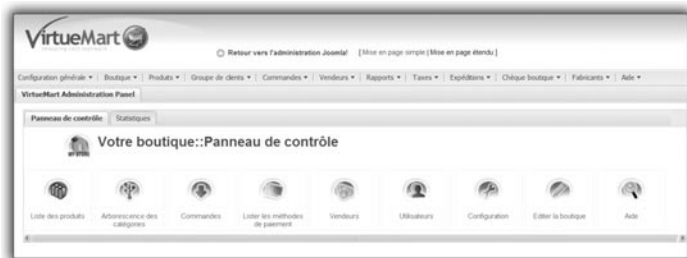 VirtueMart
Retour vers l'administration Joomla! [Mise en page simple | Mise en page étendu]
Configuration générale | Boutique | Produits | Groupe de clients | Commandes | Vendeurs | Rapports | Taxes | Expéditions | Chèque boutique | Fabricants | Aide
VirtueMart Administration Panel
Panneau de contrôle Statistiques
Votre boutique::Panneau de contrôle
Liste des produits Arborescence des catégories Commandes Lister les méthodes de paiement Vendeurs Utilisateurs Configuration Editer la boutique Aide